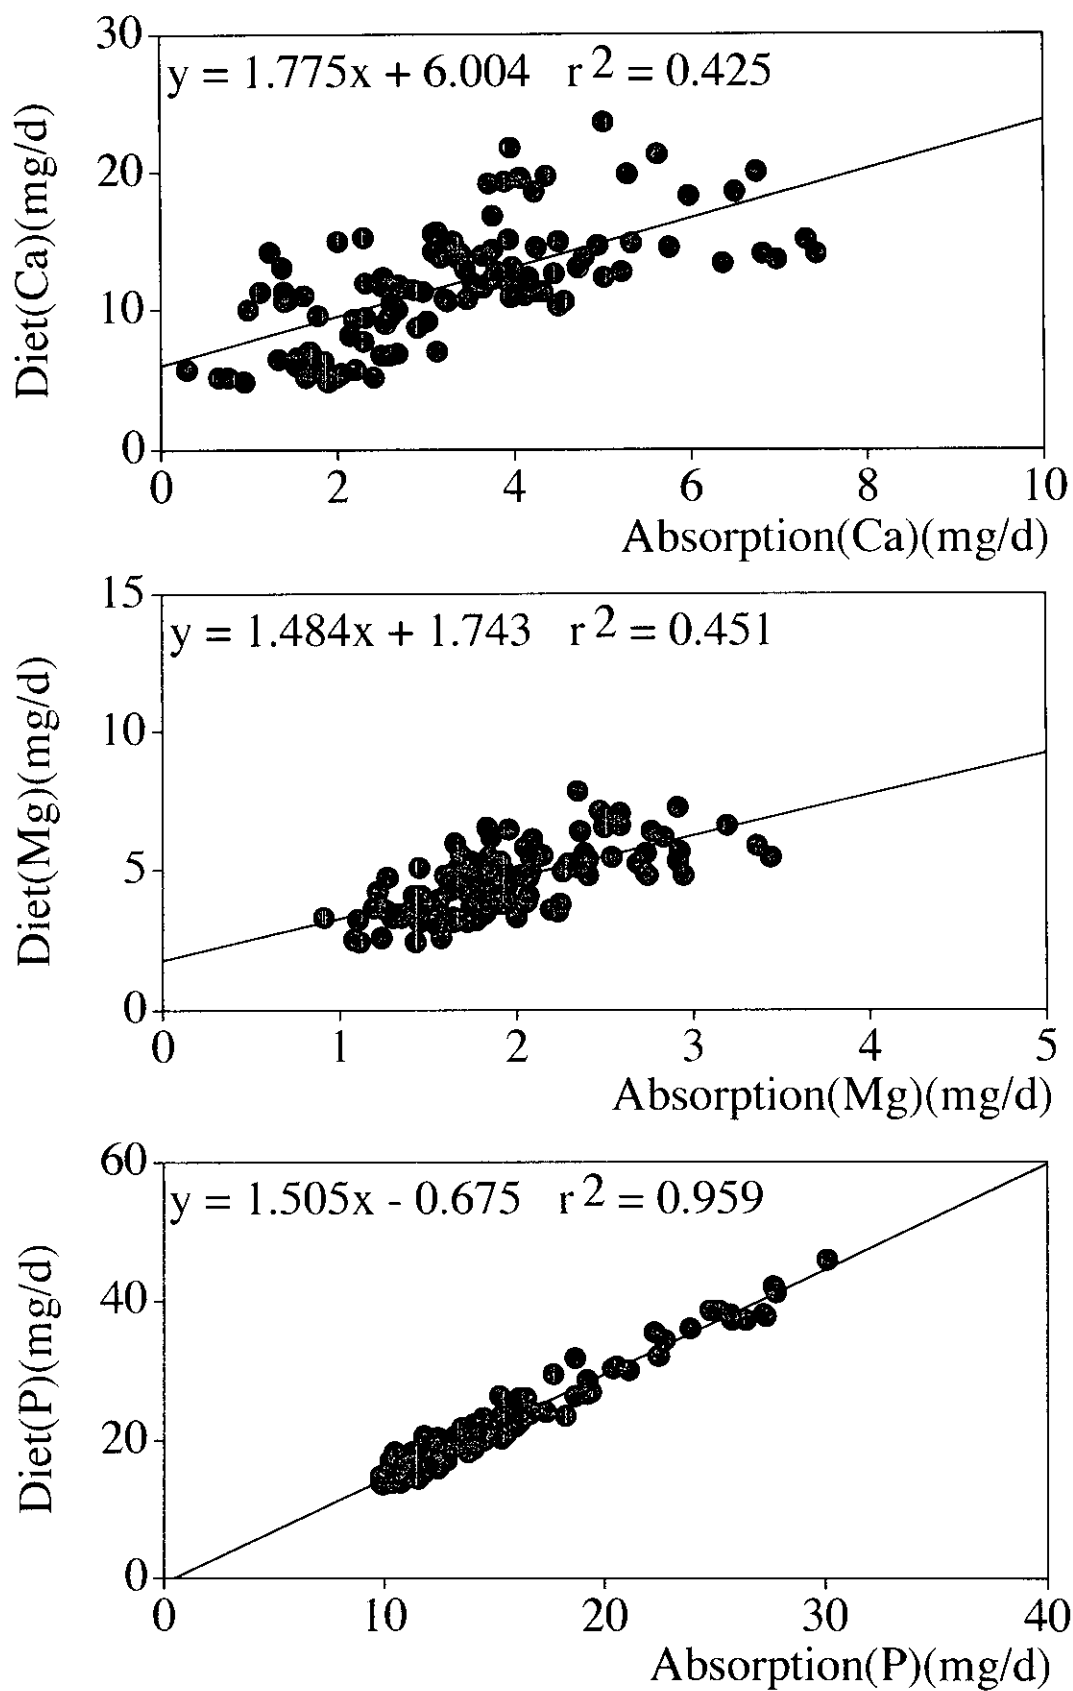 y = 1.775x + 6.004 r 2 = 0.425
30
20
10
0
Diet(Ca)(mg/d)
0 2 4 6 8 10
Absorption(Ca)(mg/d)
y = 1.484x + 1.743 r 2 = 0.451
15
10
5
0
Diet(Mg)(mg/d)
0 1 2 3 4 5
Absorption(Mg)(mg/d)
y = 1.505x - 0.675 r 2 = 0.959
60
40
20
0
Diet(P)(mg/d)
0 10 20 30 40
Absorption(P)(mg/d)